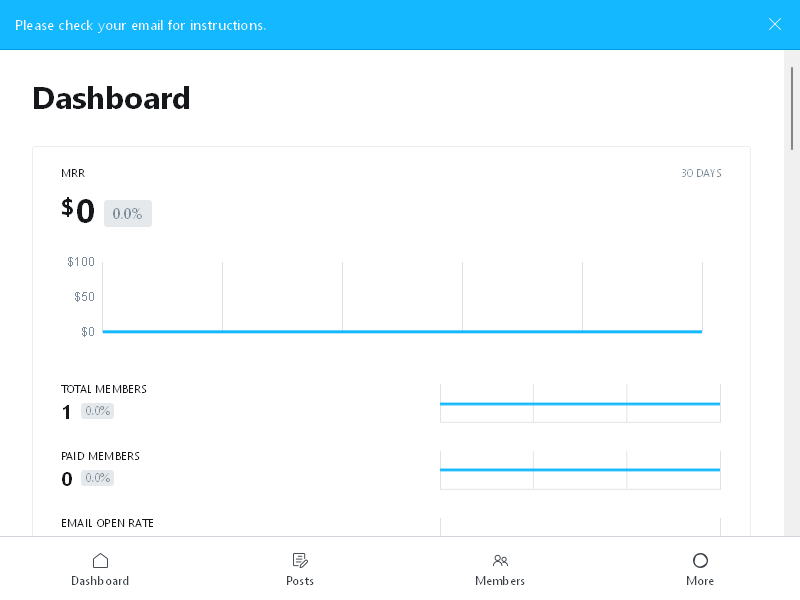 Please check your email for instructions.
Dashboard
MRR
30 DAYS
$0 0.0%
$100
$50
$0
TOTAL MEMBERS
1 0.0%
PAID MEMBERS
0 0.0%
EMAIL OPEN RATE
Dashboard Posts Members More